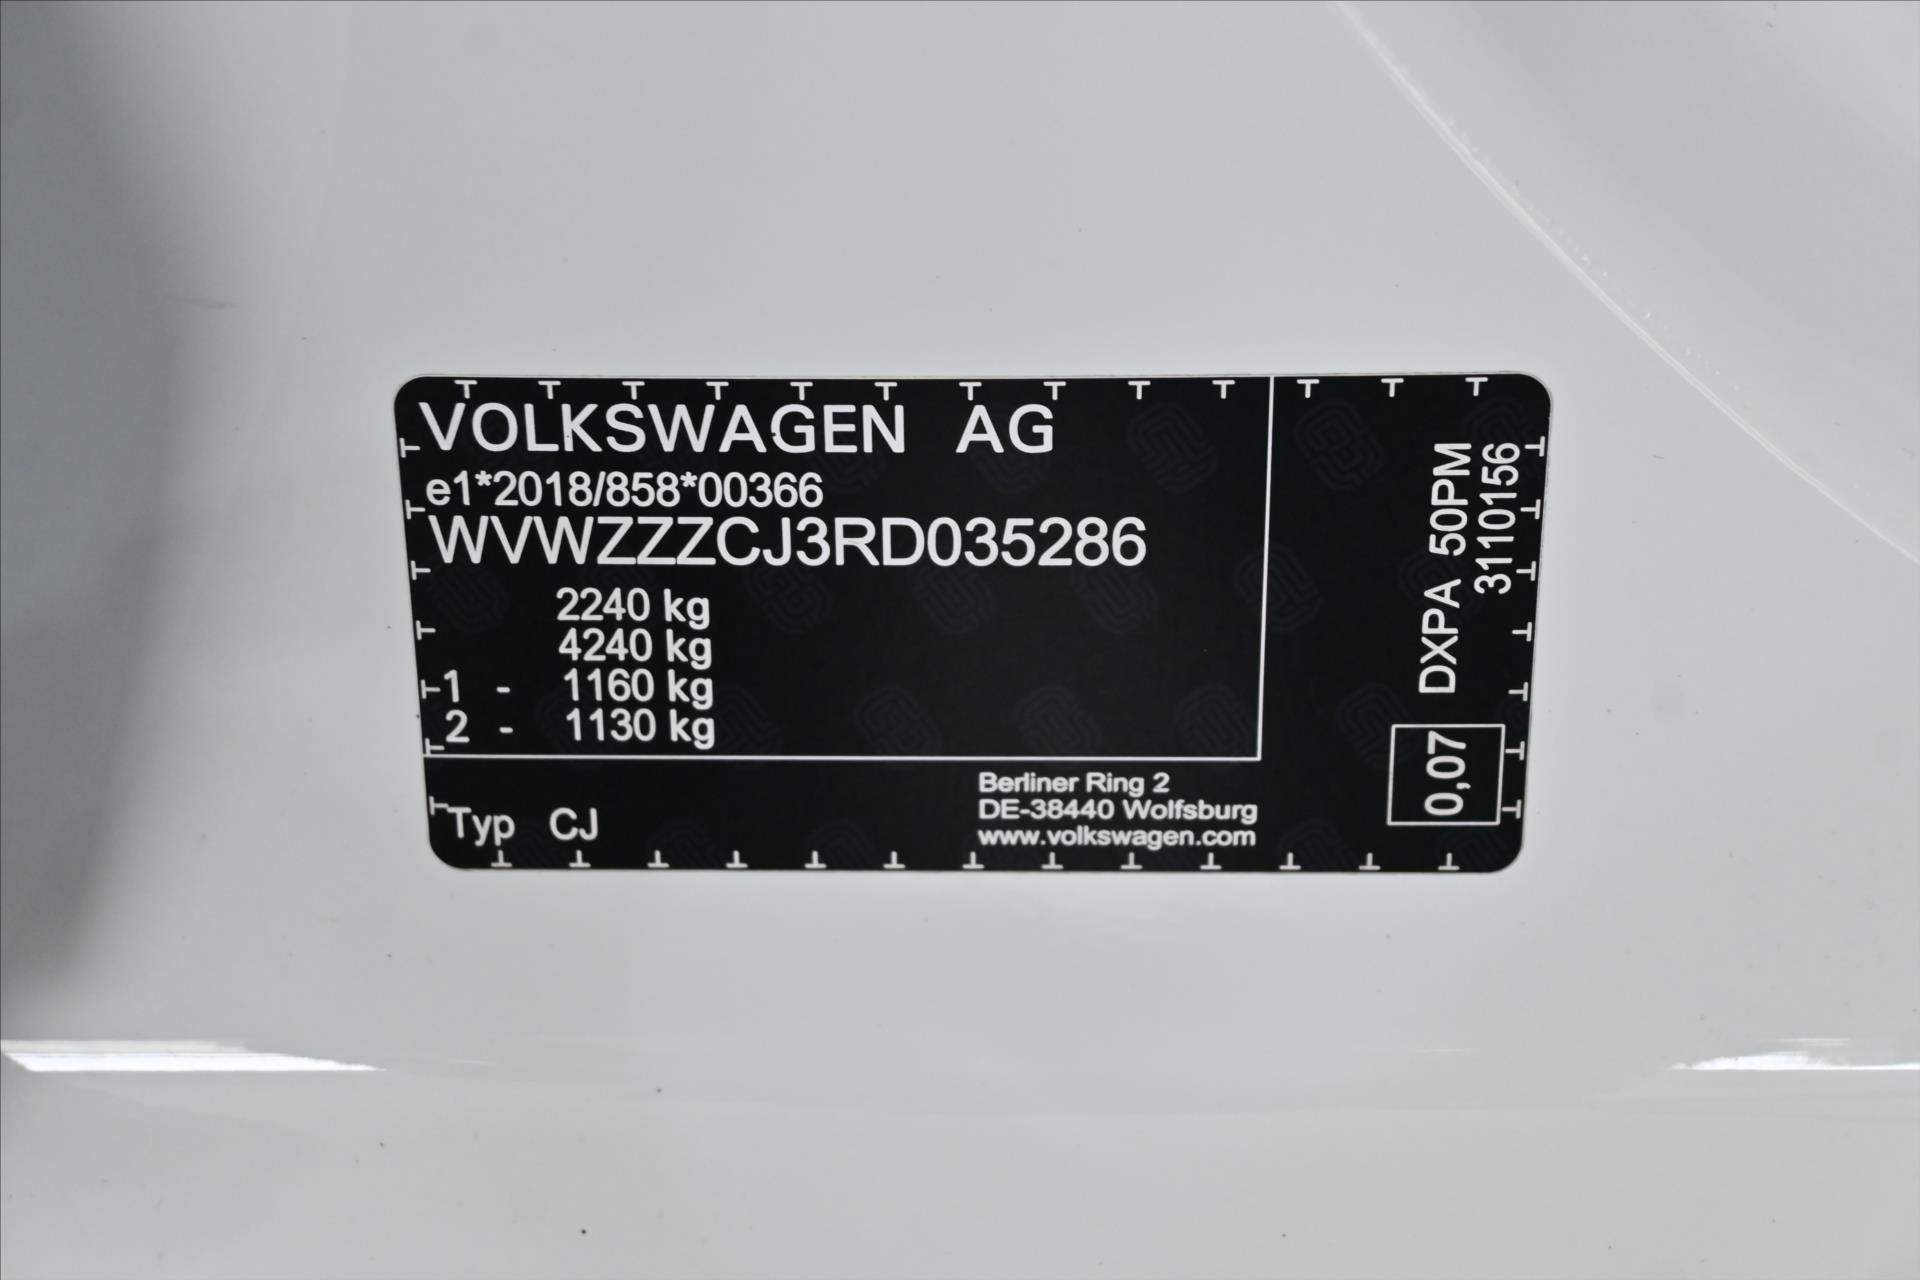 VOLKSWAGEN AG
e1*2018/858*00366
WVWZZZCJ3RD035286
2240 kg
4240 kg
1 - 1160 kg
2 - 1130 kg
Typ CJ
Berliner Ring 2
DE-38440 Wolfsburg
www.volkswagen.com
0,07 DXPA 50PM
3110156